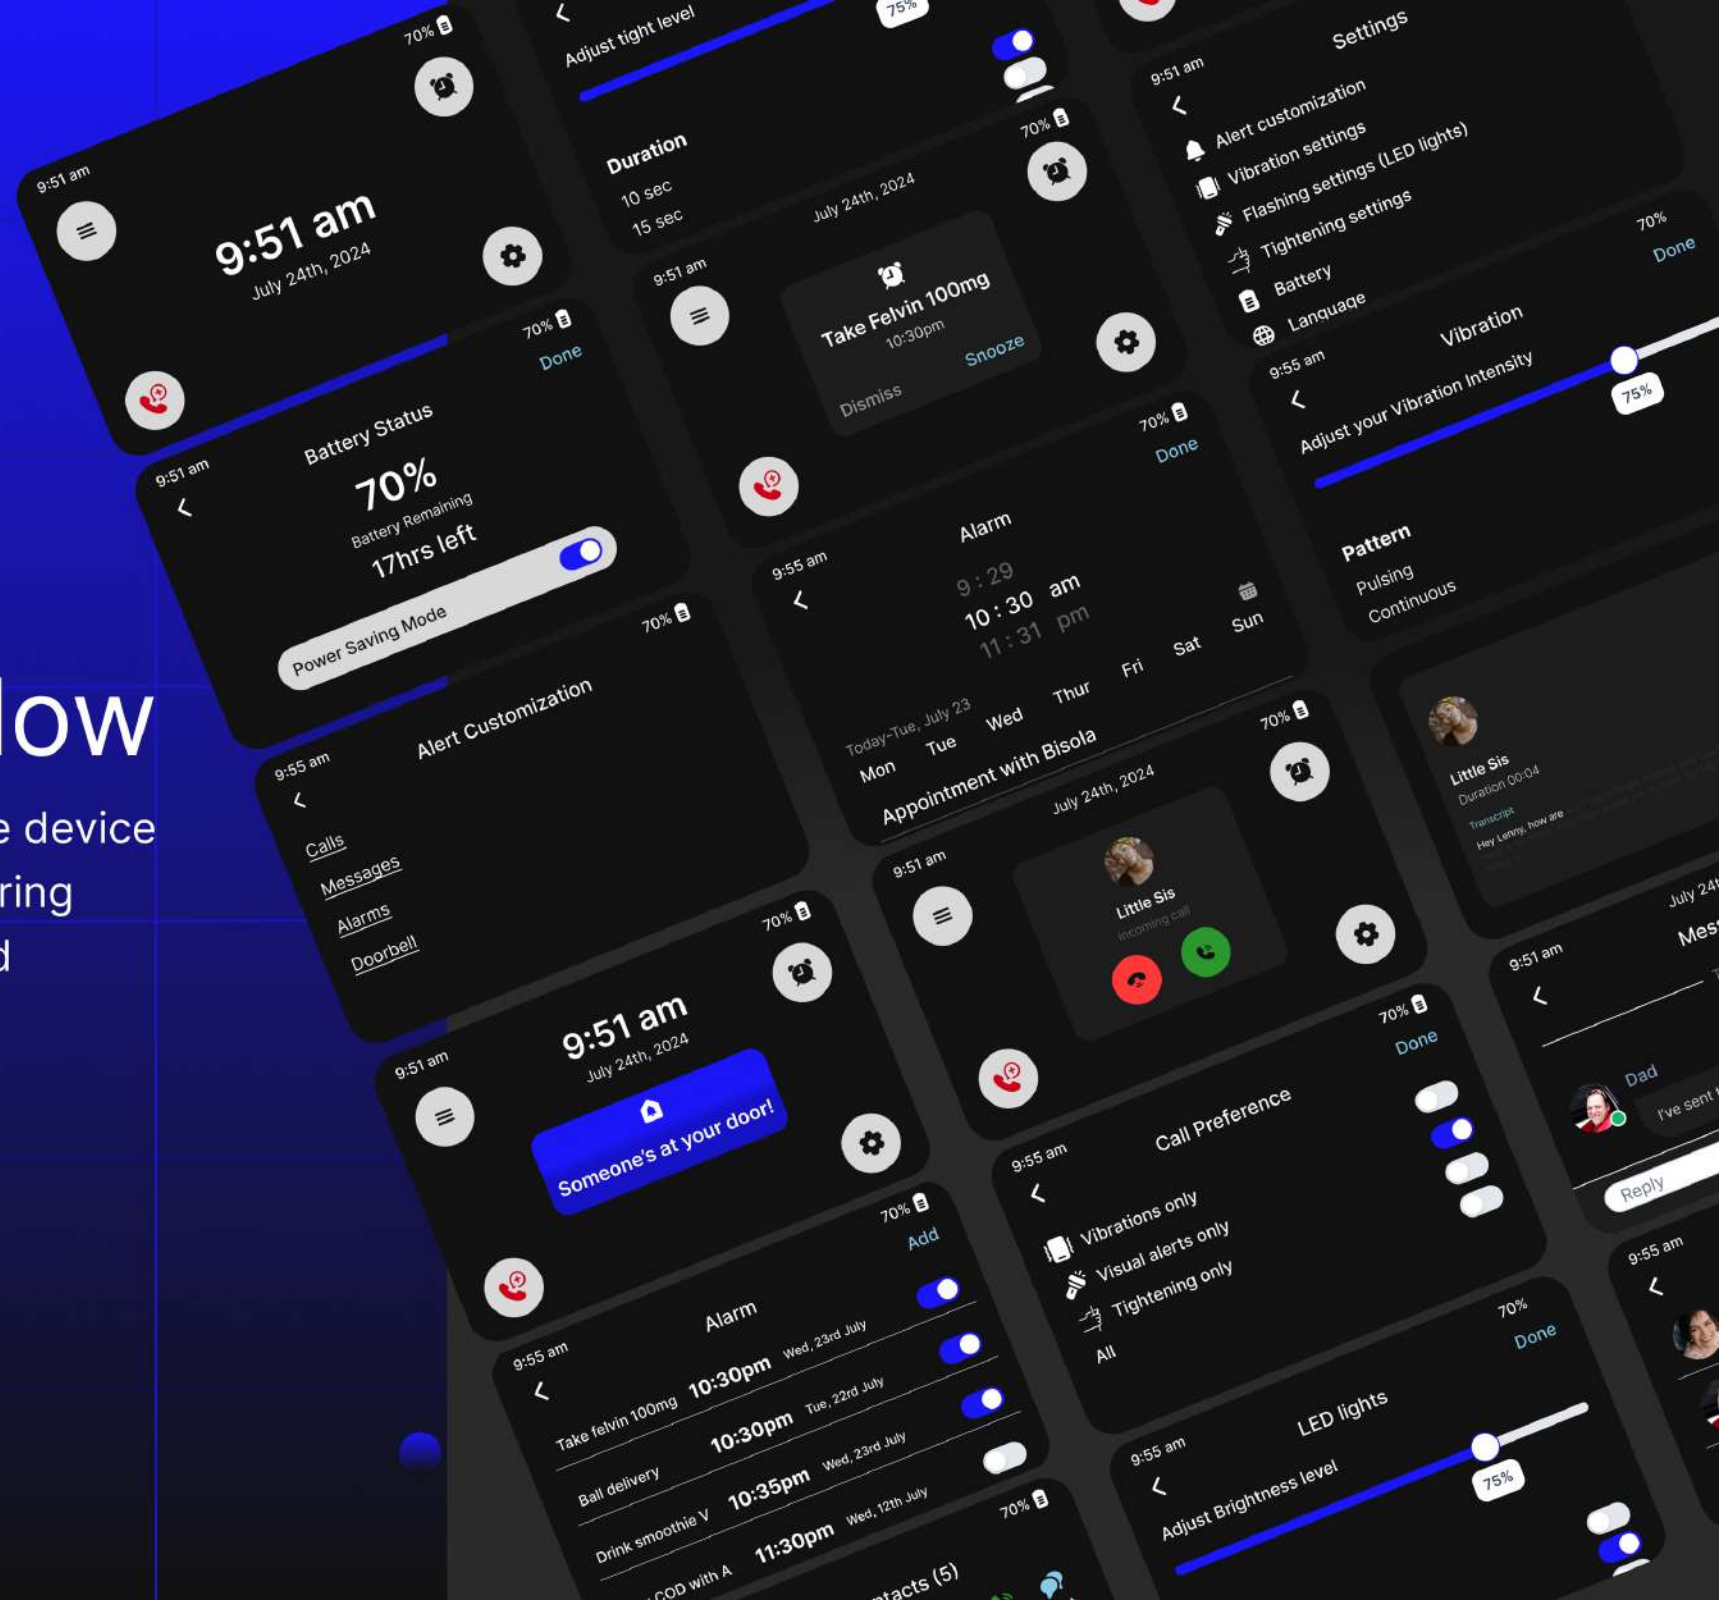 low
e device
ring
d
70%
9:51 am
9:51 am
July 24th, 2024
70%
Done
9:51 am
Battery Status
70%
Battery Remaining
17hrs left
Power Saving Mode
70%
9:55 am
Alert Customization
Calls
Messages
Alarms
Doorbell
70%
9:51 am
9:51 am
July 24th, 2024
Someone's at your door!
70%
Add
9:55 am
Alarm
Take felvin 100mg 10:30pm Wed, 23rd July
Ball delivery 10:30pm Tue, 22rd July
Drink smoothie V 10:35pm Wed, 23rd July
COD with A 11:30pm Wed, 12th July
70%
ntacts (5)
Adjust tight level
75%
Duration
10 sec
15 sec
70%
9:51 am
July 24th, 2024
Take Felvin 100mg
10:30pm
Dismiss Snooze
70%
Done
9:55 am
Alarm
9 : 29
10 : 30 am
11 : 31 pm
Today-Tue, July 23
Mon Tue Wed Thur Fri Sat Sun
Appointment with Bisola
70%
9:51 am
July 24th, 2024
Little Sis
Incoming call
70%
Done
9:55 am
Call Preference
Vibrations only
Visual alerts only
Tightening only
All
70%
Done
9:55 am
LED lights
Adjust Brightness level
75%
9:51 am
Settings
Alert customization
Vibration settings
Flashing settings (LED lights)
Tightening settings
Battery
Language
70%
Done
9:55 am
Vibration
Adjust your Vibration Intensity
75%
Pattern
Pulsing
Continuous
Little Sis
Duration 00:04
Transcript
Hey Lenny, how are
July 24t
9:51 am
Mess
Dad
I've sent t
Reply
9:55 am